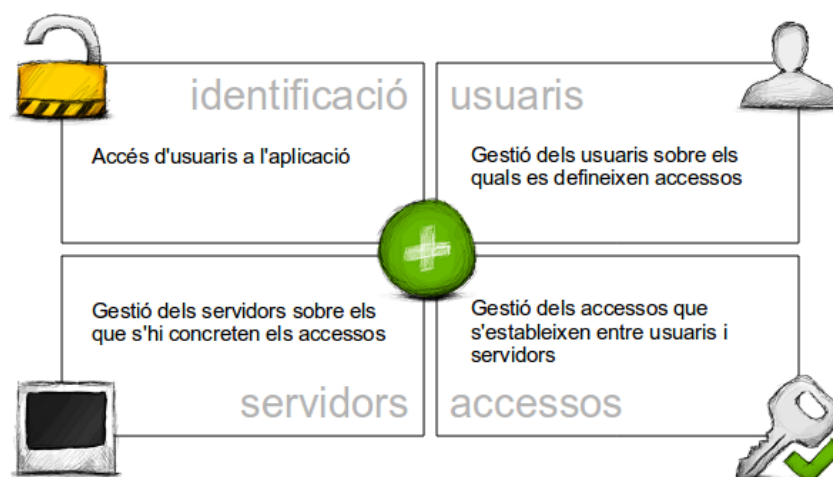 identificació
Accés d'usuaris a l'aplicació
usuaris
Gestió dels usuaris sobre els
quals es defineixen accessos
Gestió dels servidors sobre els
que s'hi concreten els accessos
servidors
Gestió dels accessos que
s'estableixen entre usuaris i
servidors
accessos